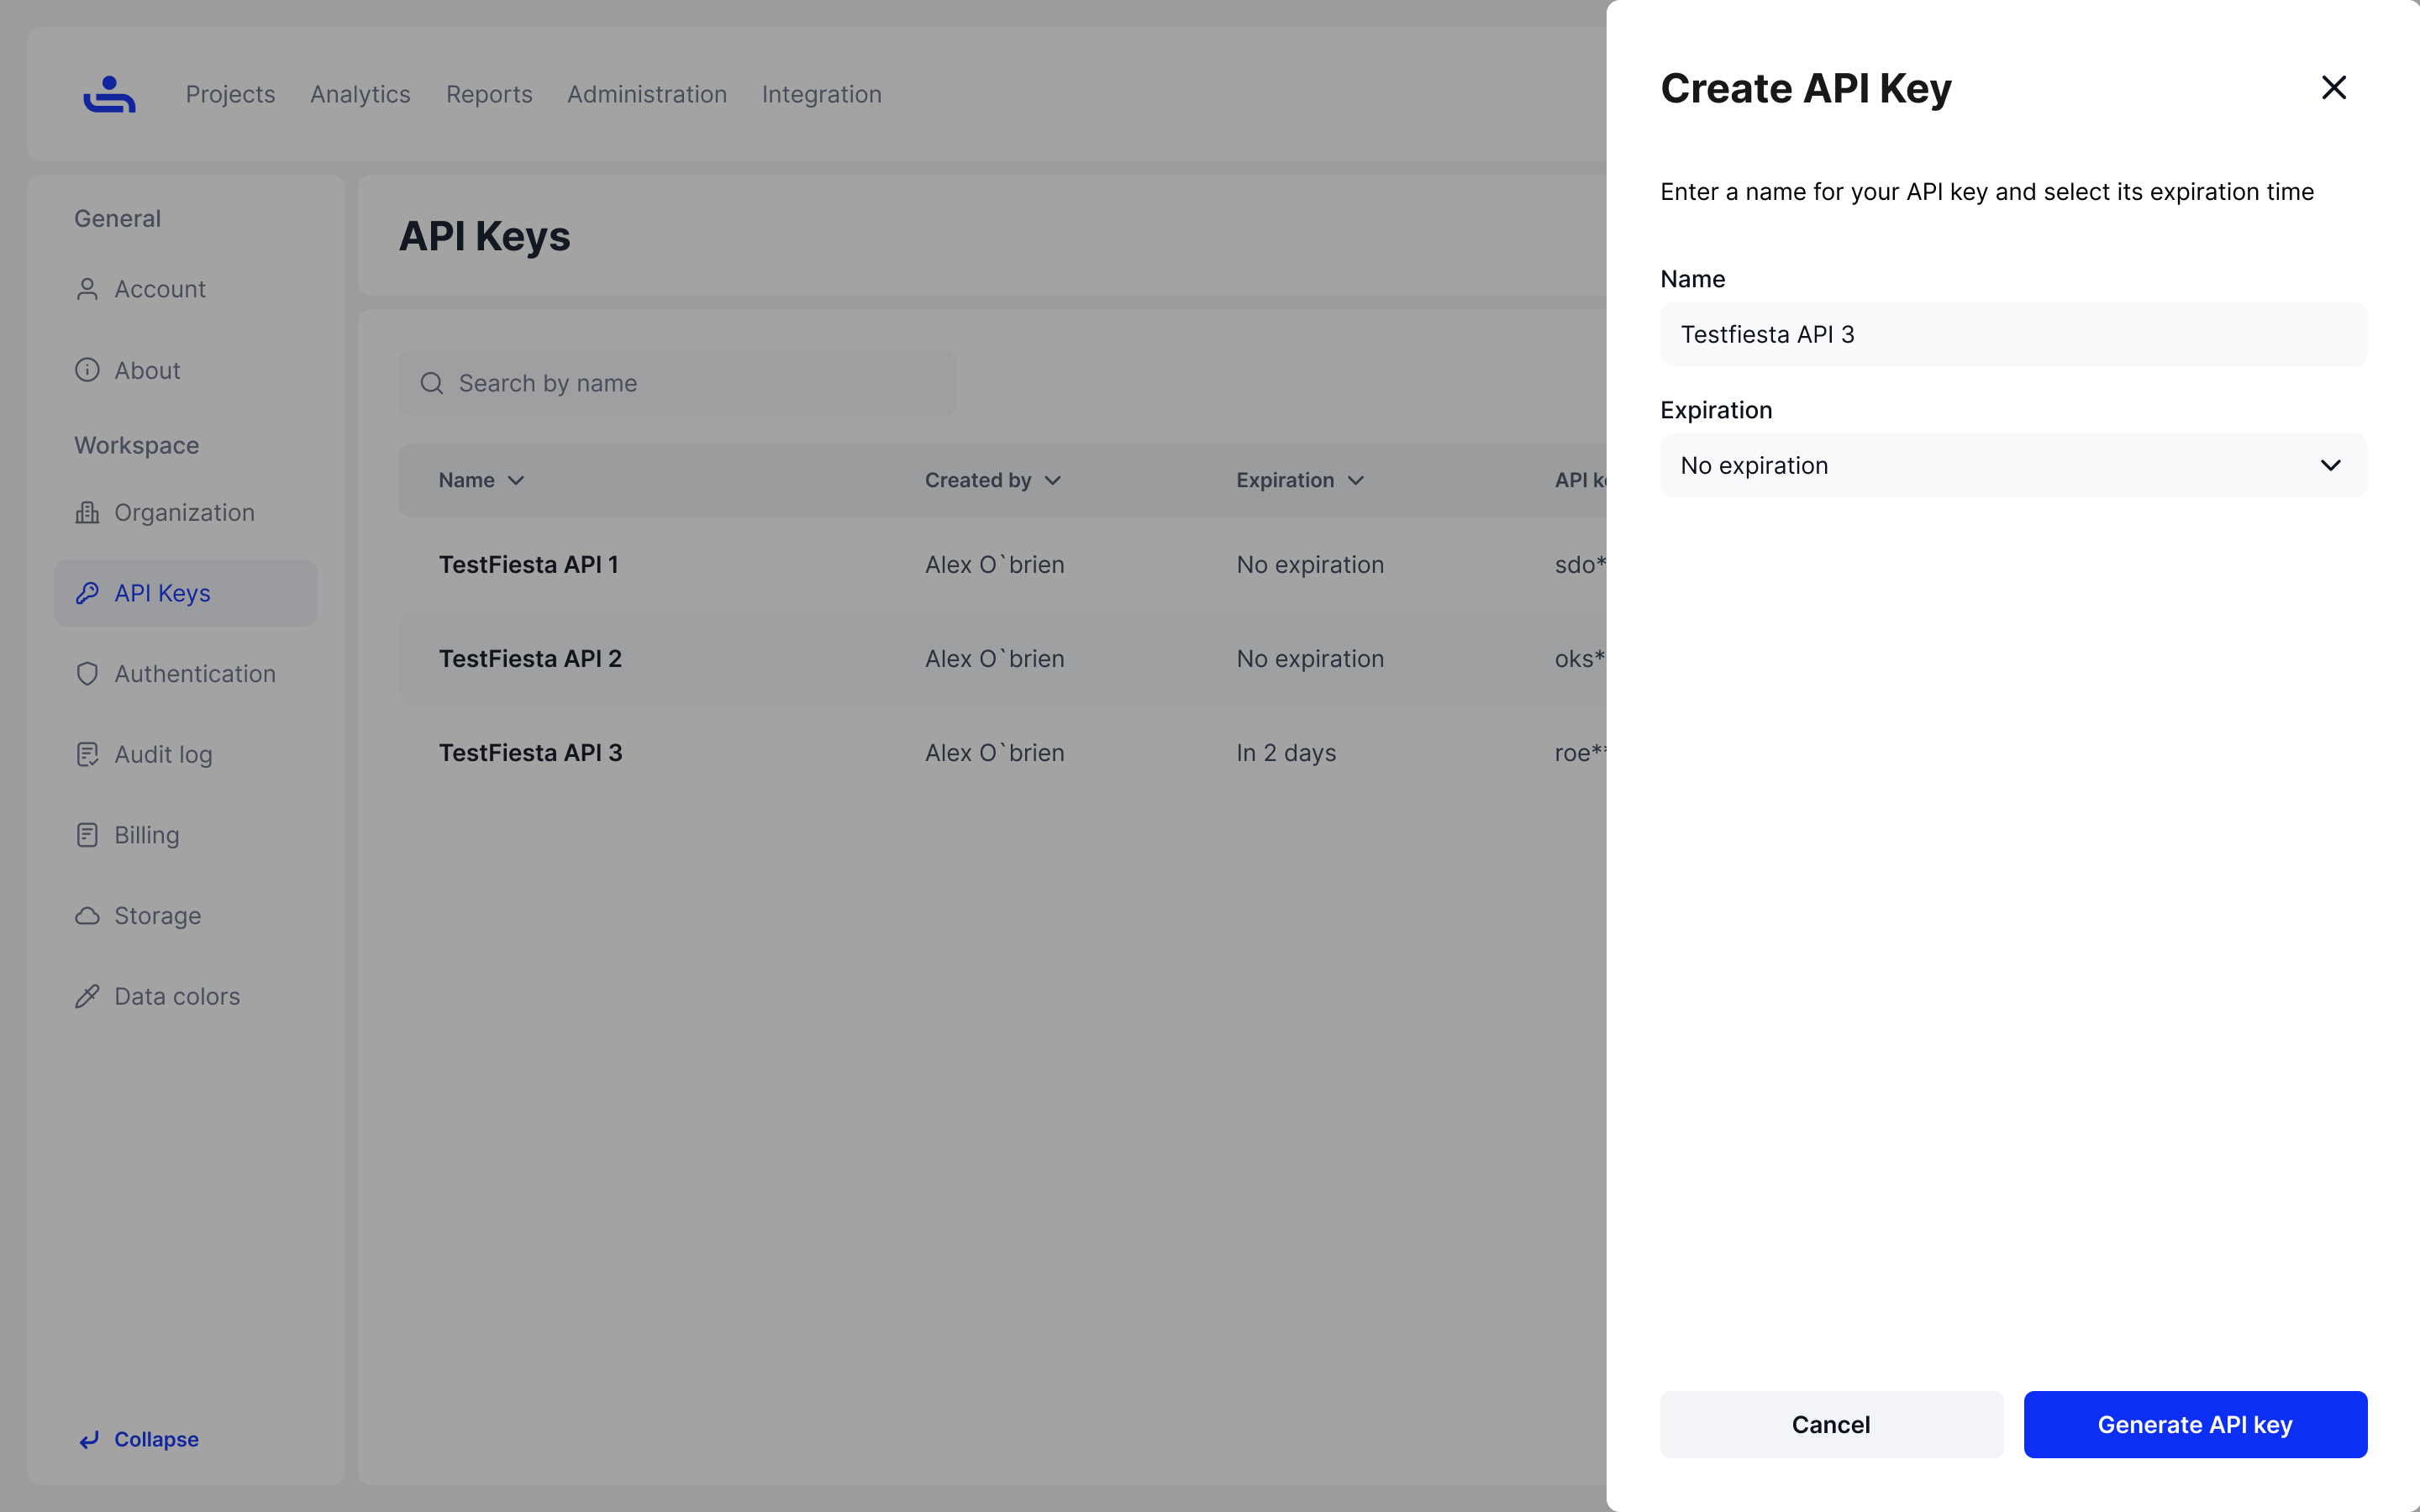 Projects Analytics Reports Administration Integration
General
Account
About
Workspace
Organization
API Keys
Authentication
Audit log
Billing
Storage
Data colors
Collapse
API Keys
Search by name
Name Created by Expiration API
TestFiesta API 1 Alex O`brien No expiration sdo*
TestFiesta API 2 Alex O`brien No expiration oks*
TestFiesta API 3 Alex O`brien In 2 days roe*
Create API Key
Enter a name for your API key and select its expiration time
Name
Testfiesta API 3
Expiration
No expiration
Cancel Generate API key